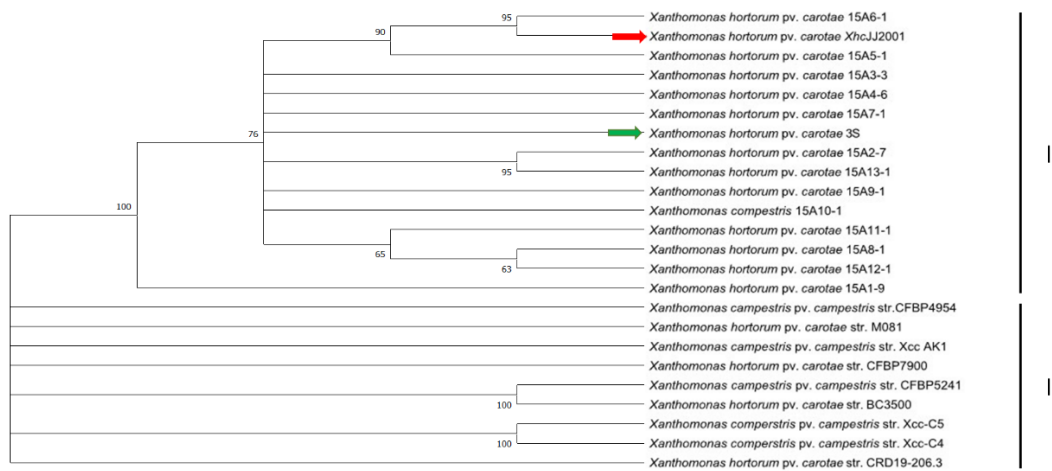 95
Xanthomonas hortorum pv. carotae 15A6-1
90
Xanthomonas hortorum pv. carotae XhcJJ2001
Xanthomonas hortorum pv. carotae 15A5-1
Xanthomonas hortorum pv. carotae 15A3-3
Xanthomonas hortorum pv. carotae 15A4-6
Xanthomonas hortorum pv. carotae 15A7-1
76
Xanthomonas hortorum pv. carotae 3S
Xanthomonas hortorum pv. carotae 15A2-7
I
95
Xanthomonas hortorum pv. carotae 15A13-1
Xanthomonas hortorum pv. carotae 15A9-1
100
Xanthomonas compestris 15A10-1
Xanthomonas hortorum pv. carotae 15A11-1
65
Xanthomonas hortorum pv. carotae 15A8-1
63
Xanthomonas hortorum pv. carotae 15A12-1
Xanthomonas hortorum pv. carotae 15A1-9
Xanthomonas campestris pv. campestris str.CFBP4954
Xanthomonas hortorum pv. carotae str. M081
Xanthomonas campestris pv. campestris str. Xcc AK1
Xanthomonas hortorum pv. carotae str. CFBP7900
Xanthomonas campestris pv. campestris str. CFBP5241
I
100
Xanthomonas hortorum pv. carotae str. BC3500
Xanthomonas comperstris pv. campestris str. Xcc-C5
100
Xanthomonas comperstris pv. campestris str. Xcc-C4
Xanthomonas hortorum pv. carotae str. CRD19-206.3